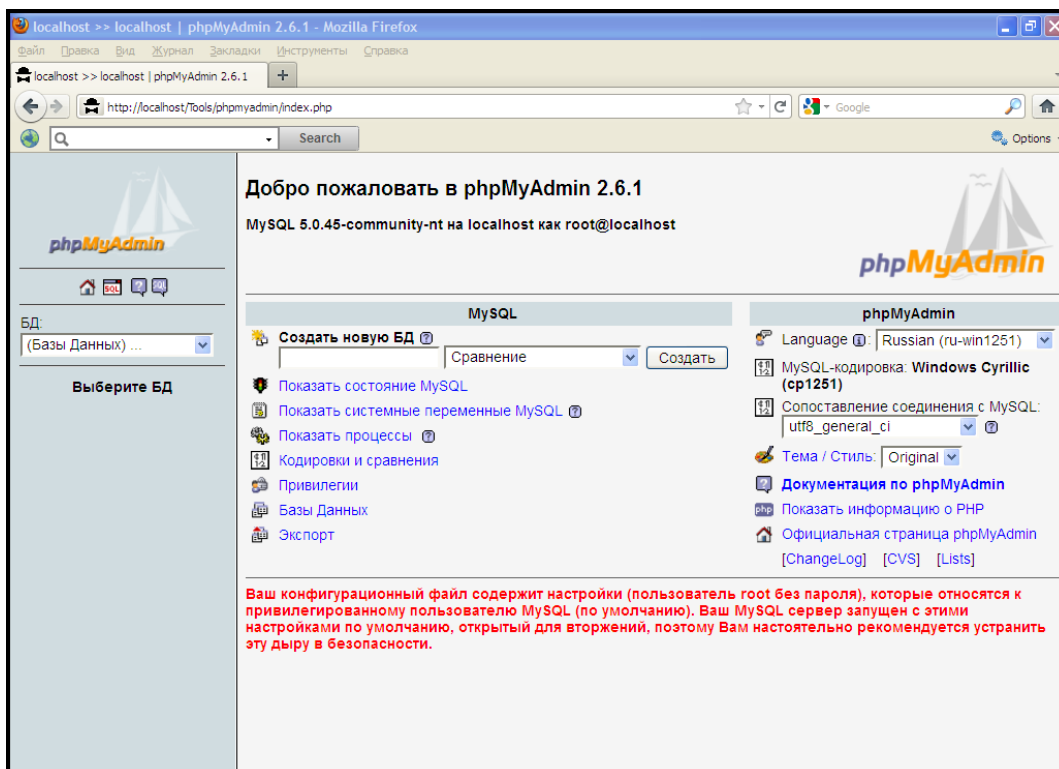 localhost >> localhost | phpMyAdmin 2.6.1 - Mozilla Firefox
Файл Правка Вид Журнал Закладки Инструменты Справка
localhost >> localhost | phpMyAdmin 2.6.1 +
http://localhost/Tools/phpmyadmin/index.php Google
Search Options
phpMyAdmin
SQL ? SQL
БД:
(Базы Данных) ...
Выберите БД
Добро пожаловать в phpMyAdmin 2.6.1
MySQL 5.0.45-community-nt на localhost как root@localhost
phpMyAdmin
MySQL
Создать новую БД ?
Сравнение Создать
Показать состояние MySQL
Показать системные переменные MySQL ?
Показать процессы ?
Кодировки и сравнения
Привилегии
Базы Данных
Экспорт
phpMyAdmin
Language i: Russian (ru-win1251)
MySQL-кодировка: Windows Cyrillic
(cp1251)
Сопоставление соединения с MySQL:
utf8_general_ci ?
Тема / Стиль: Original
Документация по phpMyAdmin
php Показать информацию о PHP
Официальная страница phpMyAdmin
[ChangeLog] [CVS] [Lists]
Ваш конфигурационный файл содержит настройки (пользователь root без пароля), которые относятся к
привилегированному пользователю MySQL (по умолчанию). Ваш MySQL сервер запущен с этими
настройками по умолчанию, открытый для вторжений, поэтому Вам настоятельно рекомендуется устранить
эту дыру в безопасности.